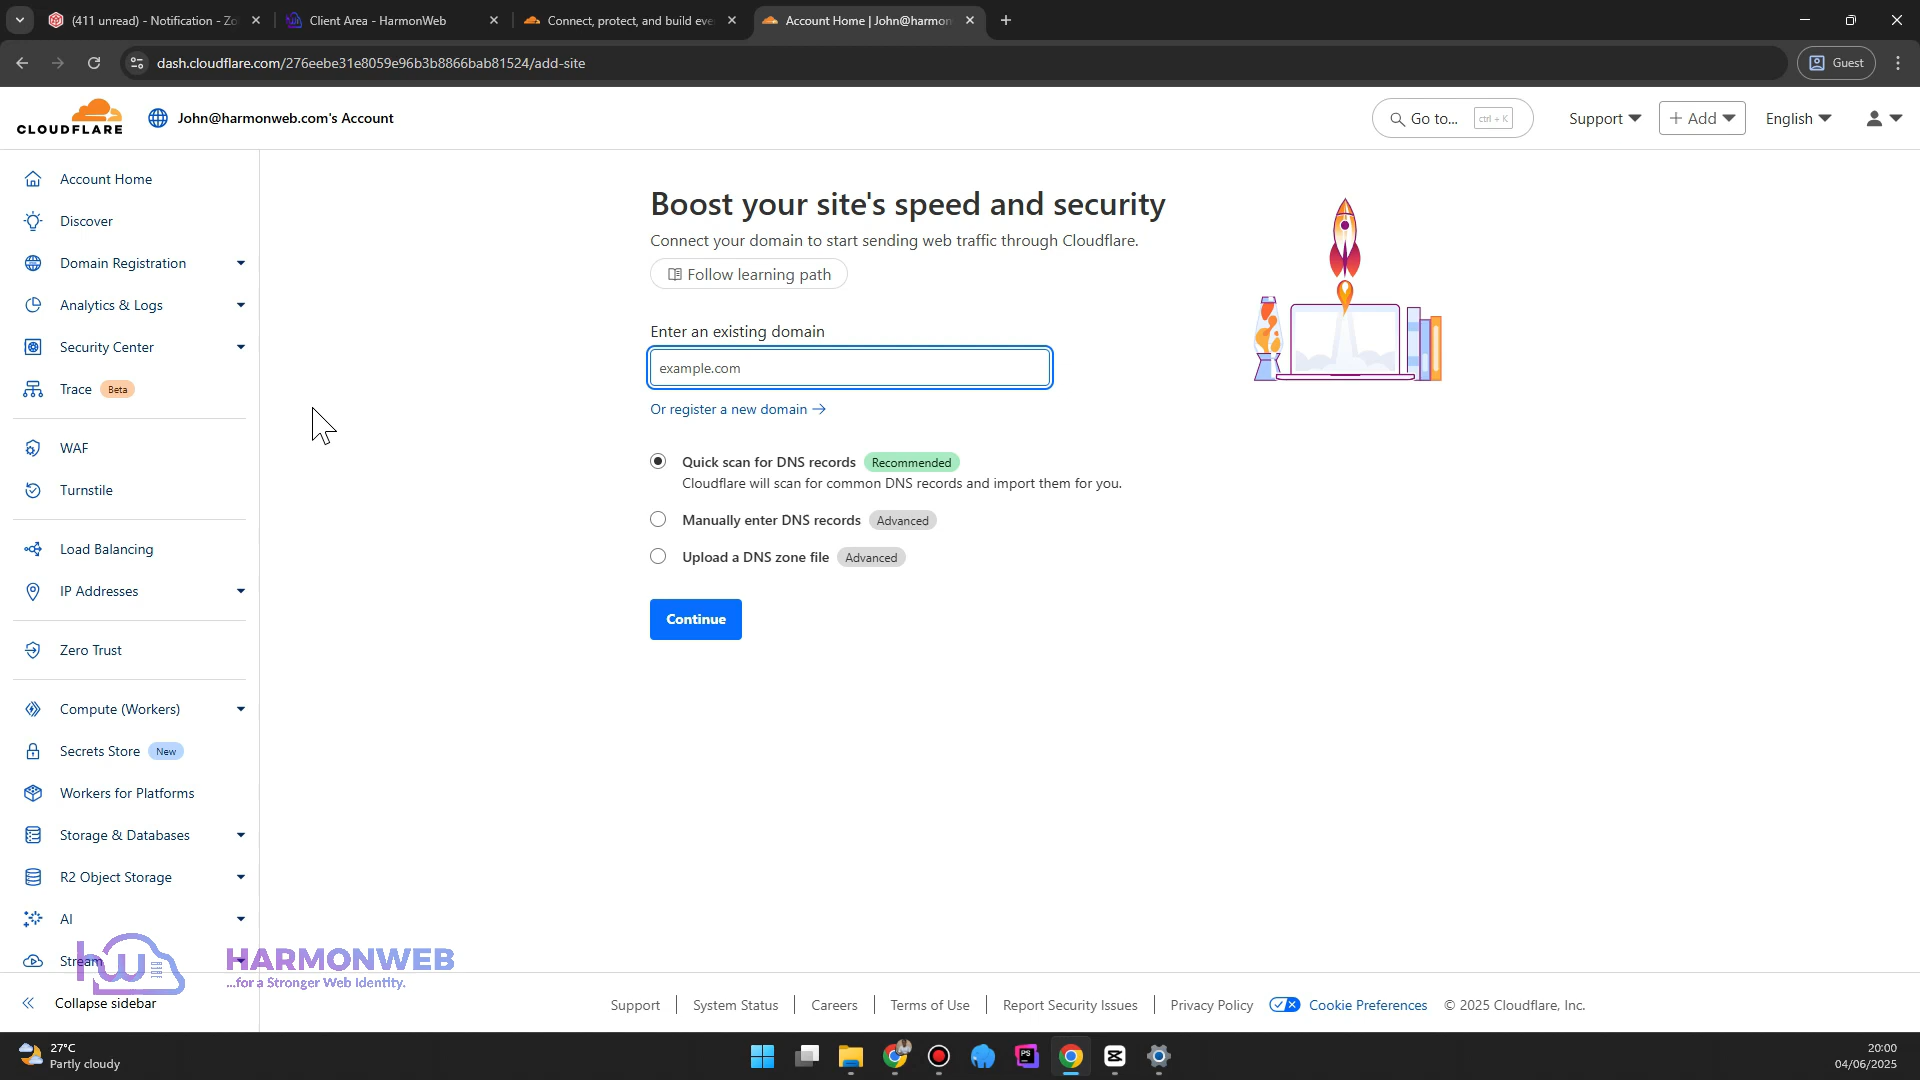 (411 unread) - Notification - Zo
Client Area - HarmonWeb
Connect, protect, and build eve
Account Home | John@harmon
dash.cloudflare.com/276eebe31e8059e96b3b8866bab81524/add-site
Guest
CLOUDFLARE
John@harmonweb.com's Account
Go to...
ctrl + K
Support
+ Add
English
Account Home
Discover
Domain Registration
Analytics & Logs
Security Center
Trace Beta
WAF
Turnstile
Load Balancing
IP Addresses
Zero Trust
Compute (Workers)
Secrets Store New
Workers for Platforms
Storage & Databases
R2 Object Storage
AI
Stream
Collapse sidebar
Boost your site's speed and security
Connect your domain to start sending web traffic through Cloudflare.
Follow learning path
Enter an existing domain
example.com
Or register a new domain →
Quick scan for DNS records Recommended
Cloudflare will scan for common DNS records and import them for you.
Manually enter DNS records Advanced
Upload a DNS zone file Advanced
Continue
hw
HARMONWEB
...for a Stronger Web Identity.
Support
System Status
Careers
Terms of Use
Report Security Issues
Privacy Policy
Cookie Preferences
© 2025 Cloudflare, Inc.
27°C
Partly cloudy
PS
20:00
04/06/2025